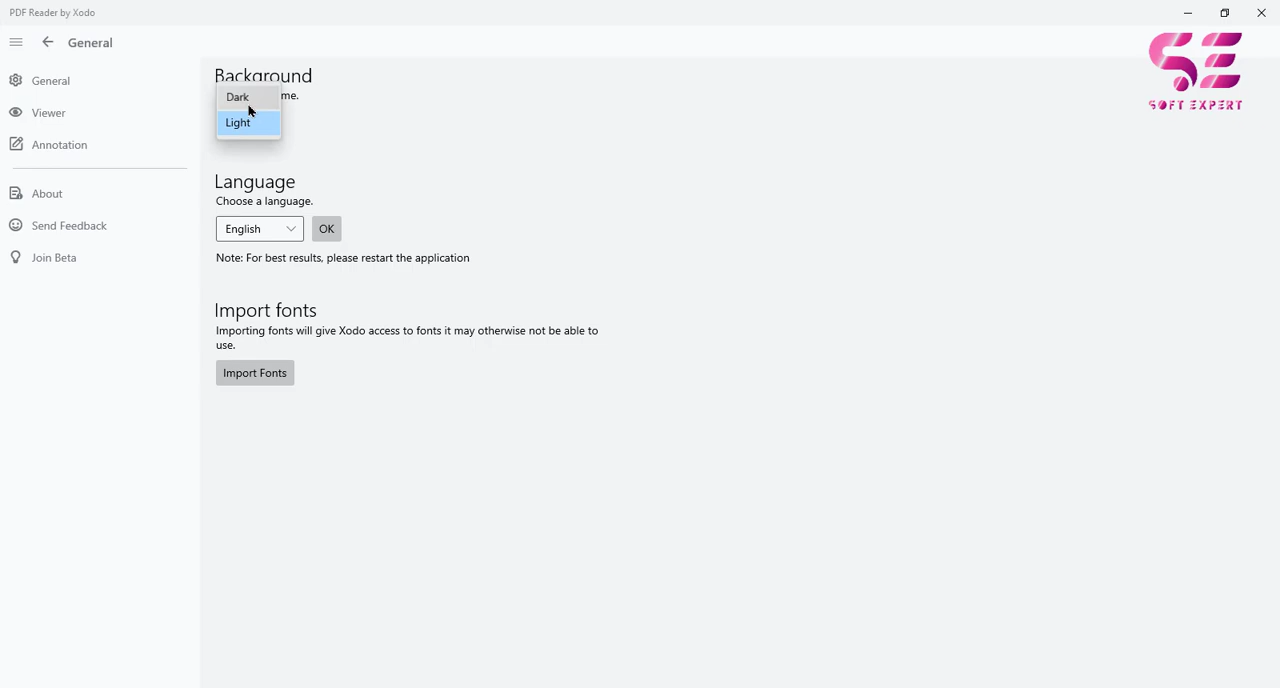 PDF Reader by Xodo
General
General
Viewer
Annotation
About
Send Feedback
Join Beta
Background
me.
Dark
Light
Language
Choose a language.
English
OK
Note: For best results, please restart the application
Import fonts
Importing fonts will give Xodo access to fonts it may otherwise not be able to
use.
Import Fonts
SE
SOFT EXPERT